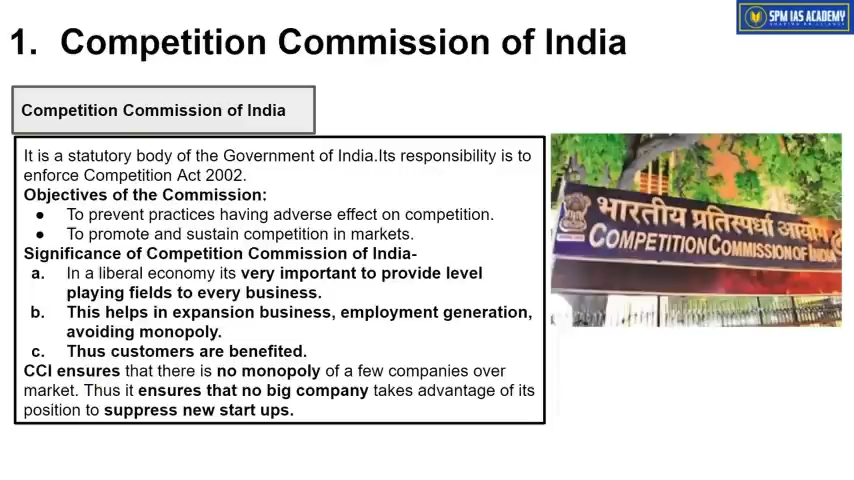 SPM IAS ACADEMY
SHAPING BRILLIANCE
1. Competition Commission of India
Competition Commission of India
It is a statutory body of the Government of India.Its responsibility is to
enforce Competition Act 2002.
Objectives of the Commission:
● To prevent practices having adverse effect on competition.
● To promote and sustain competition in markets.
Significance of Competition Commission of India-
a. In a liberal economy its very important to provide level
playing fields to every business.
b. This helps in expansion business, employment generation,
avoiding monopoly.
c. Thus customers are benefited.
CCI ensures that there is no monopoly of a few companies over
market. Thus it ensures that no big company takes advantage of its
position to suppress new start ups.
भारतीय प्रतिस्पर्धा आयोग
COMPETITION COMMISSION OF INDIA